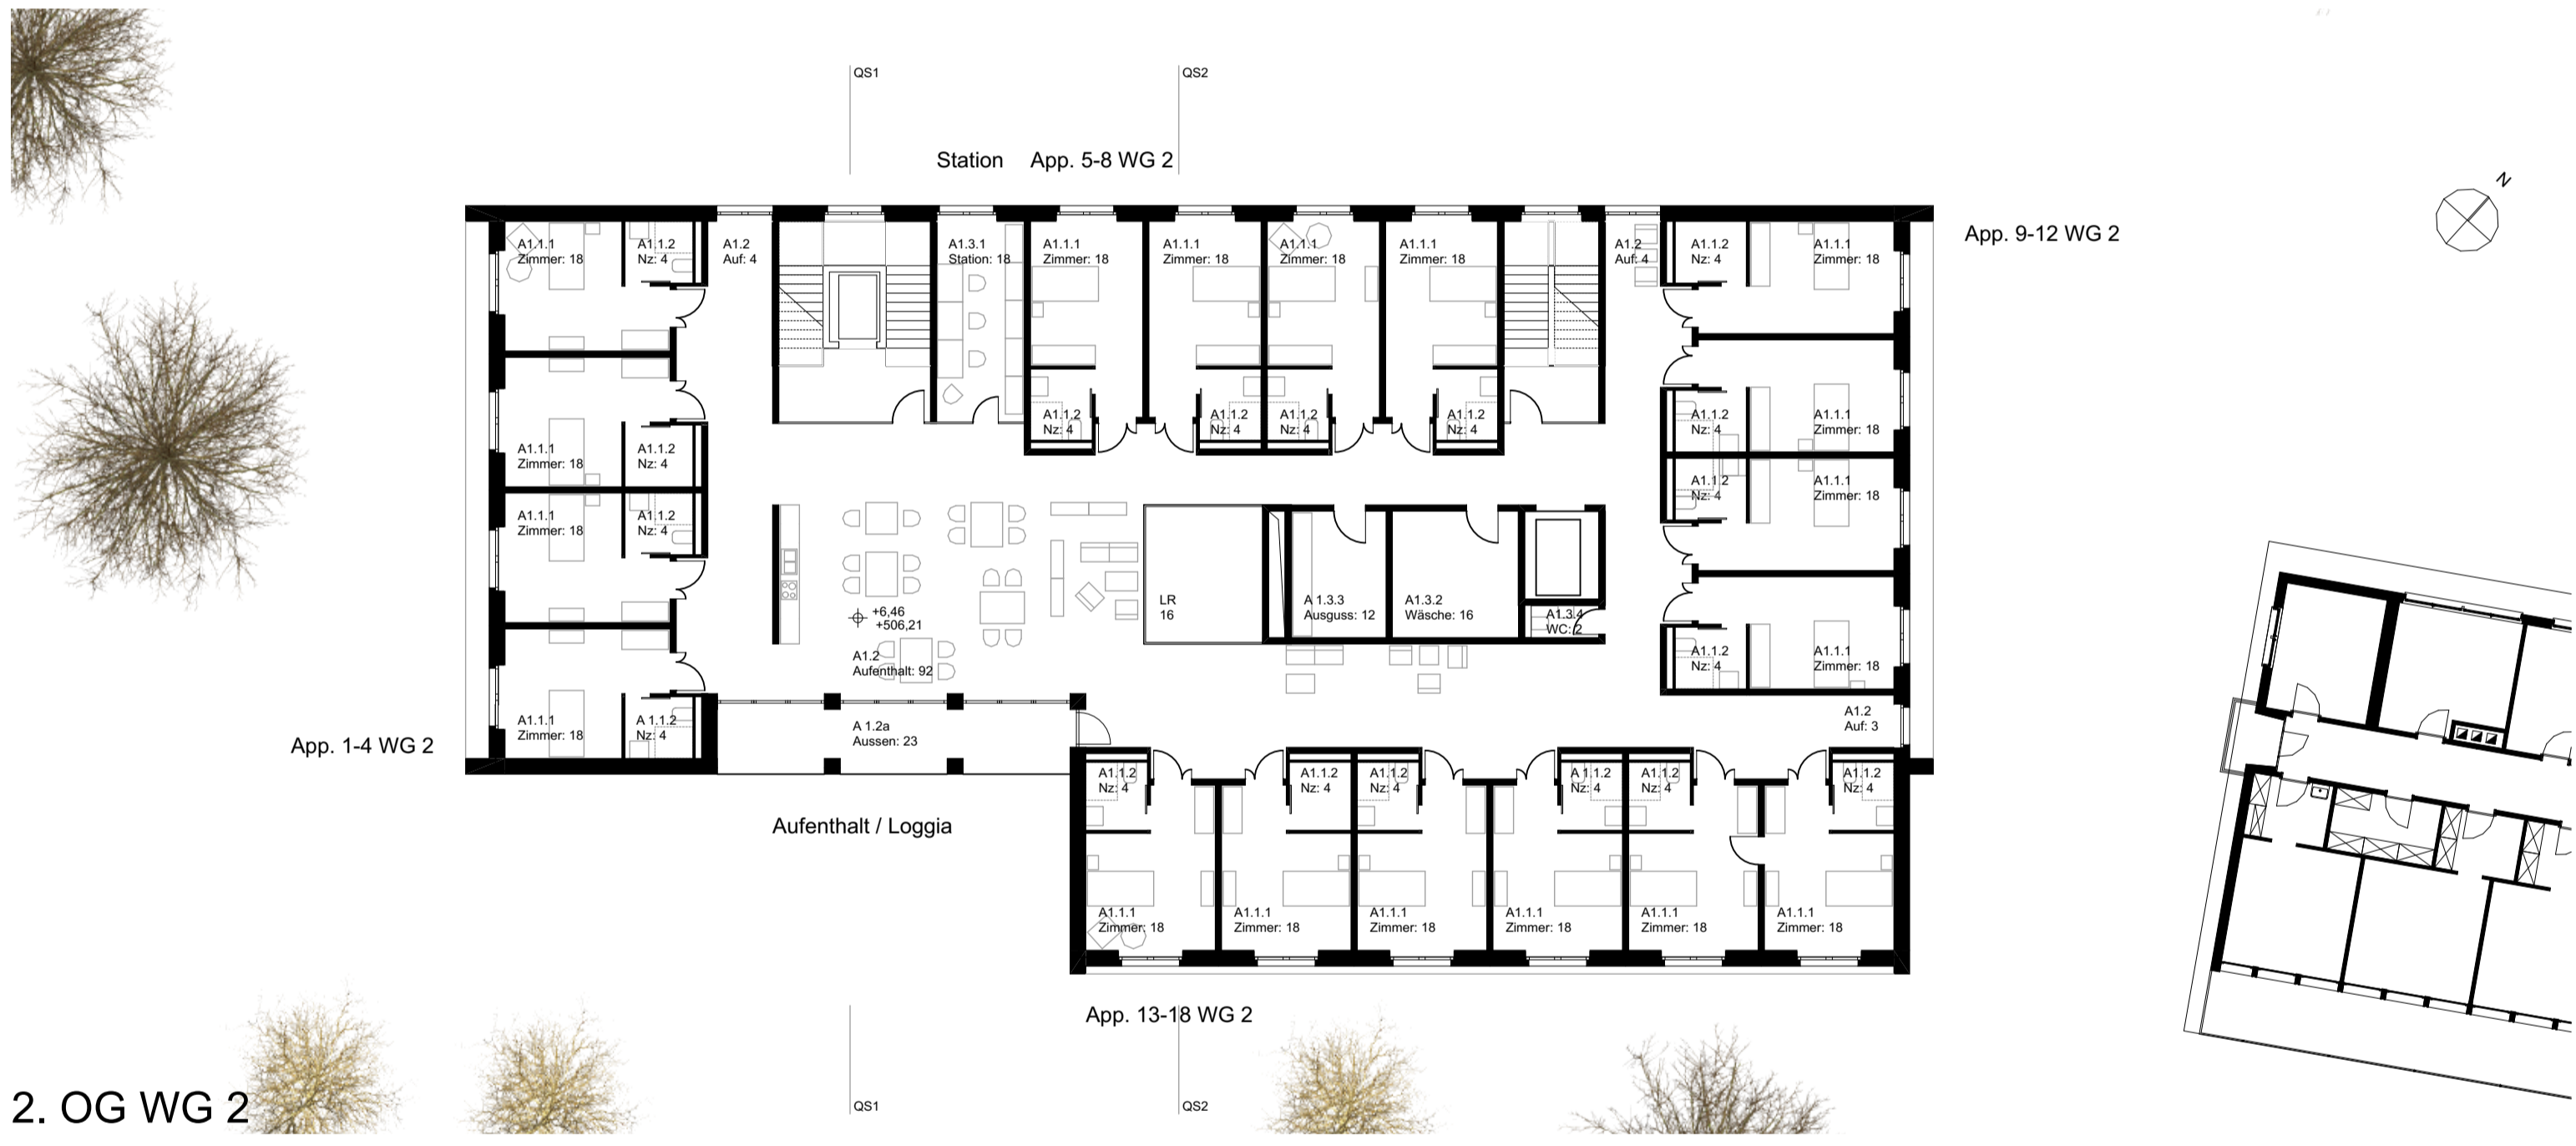 QS1
QS2
Station
App. 5-8 WG 2
N
App. 9-12 WG 2
A1.1.1
Zimmer: 18
A1.1.2
Nz: 4
A1.2
Auf: 4
A1.3.1
Station: 18
A1.1.1
Zimmer: 18
A1.1.1
Zimmer: 18
A1.1.1
Zimmer: 18
A1.1.1
Zimmer: 18
A1.2
Auf: 4
A1.1.2
Nz: 4
A1.1.1
Zimmer: 18
A1.1.2
Nz: 4
A1.1.2
Nz: 4
A1.1.2
Nz: 4
A1.1.2
Nz: 4
A1.1.2
Nz: 4
A1.1.1
Zimmer: 18
A1.1.1
Zimmer: 18
A1.1.2
Nz: 4
A1.1.2
Nz: 4
A1.1.1
Zimmer: 18
A1.1.1
Zimmer: 18
A1.1.2
Nz: 4
+6,46
+506,21
LR
16
A 1.3.3
Ausguss: 12
A1.3.2
Wäsche: 16
A1.3.4
WC: 2
A1.2
Aufenthalt: 92
A1.1.2
Nz: 4
A1.1.1
Zimmer: 18
A1.1.1
Zimmer: 18
A 1.1.2
Nz: 4
A 1.2a
Aussen: 23
A1.2
Auf: 3
App. 1-4 WG 2
A1.1.2
Nz: 4
A1.1.2
Nz: 4
A1.1.2
Nz: 4
A 1.1.2
Nz: 4
A1.1.2
Nz: 4
A1.1.2
Nz: 4
Aufenthalt / Loggia
A1.1.1
Zimmer: 18
A1.1.1
Zimmer: 18
A1.1.1
Zimmer: 18
A1.1.1
Zimmer: 18
A1.1.1
Zimmer: 18
A1.1.1
Zimmer: 18
App. 13-18 WG 2
QS1
QS2
2. OG WG 2